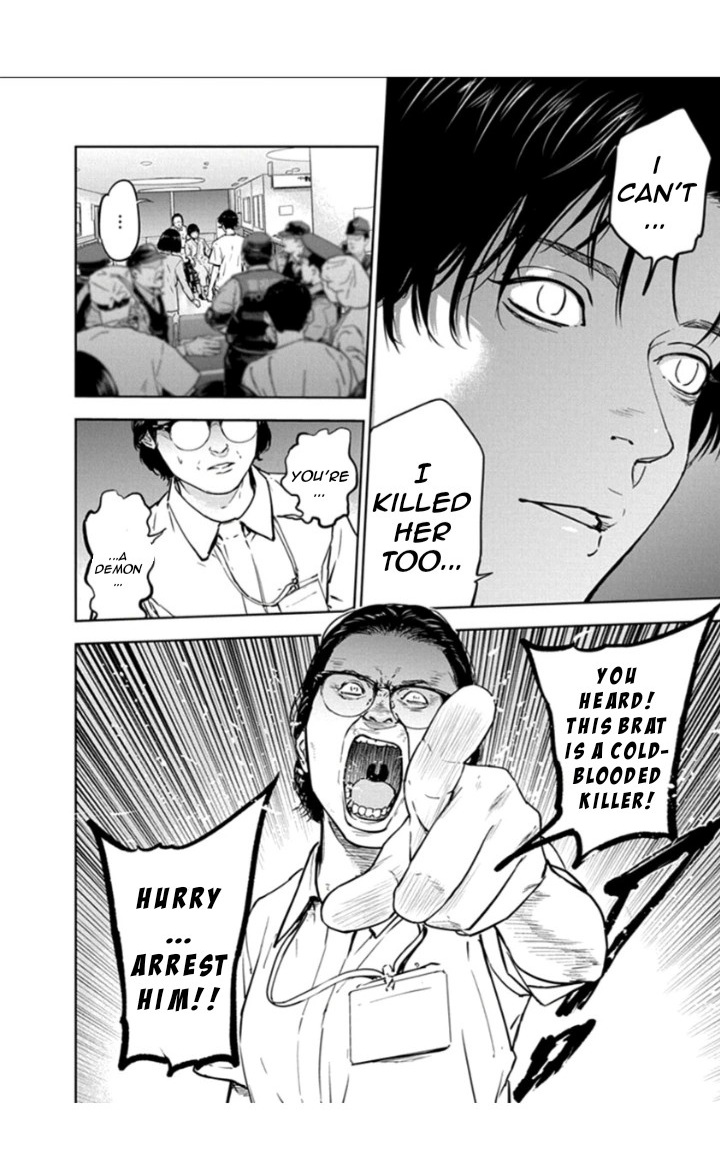 I
CAN'T
...
I
KILLED
HER
TOO...
...
YOU'RE
...
...A
DEMON
...
YOU
HEARD!
THIS BRAT
IS A COLD-
BLOODED
KILLER!
HURRY
...
ARREST
HIM!!